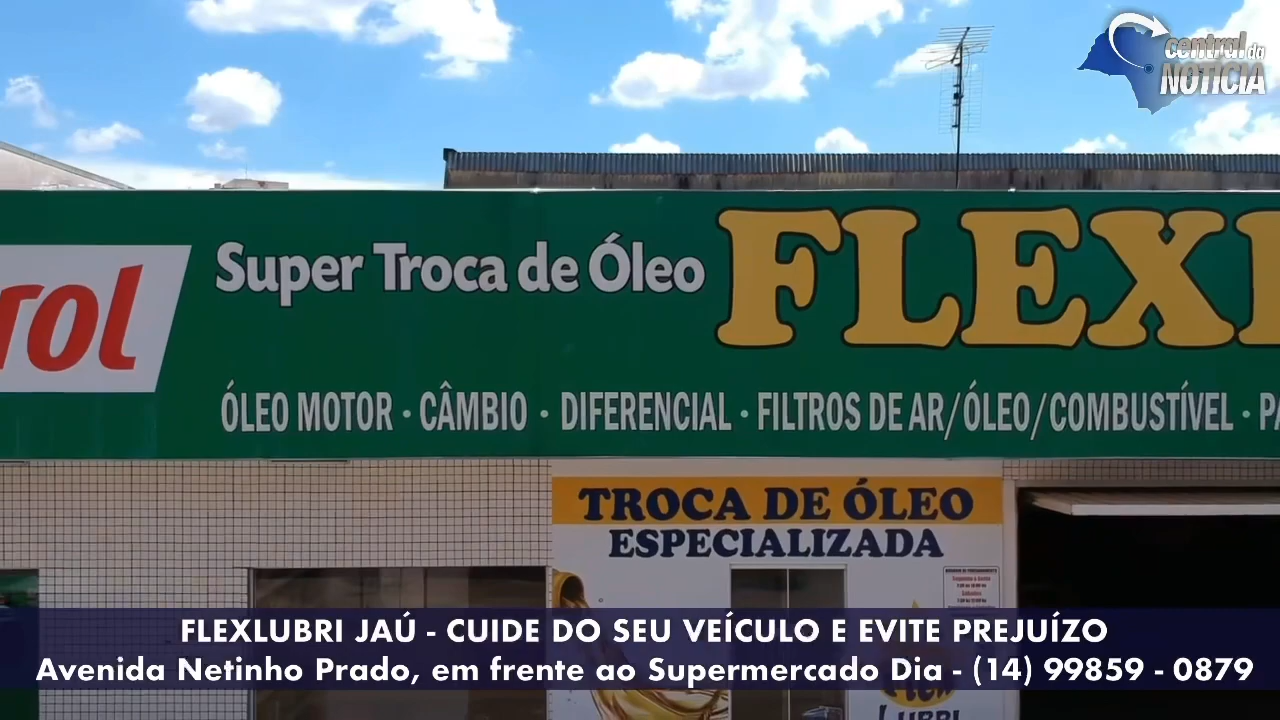 central da
NOTÍCIA
rol
Super Troca de Óleo
FLEX
ÓLEO MOTOR · CÂMBIO · DIFERENCIAL · FILTROS DE AR/ÓLEO/COMBUSTÍVEL ·
TROCA DE ÓLEO
ESPECIALIZADA
FLEXLUBRI JAÚ - CUIDE DO SEU VEÍCULO E EVITE PREJUÍZO
Avenida Netinho Prado, em frente ao Supermercado Dia - (14) 99859 - 0879
LUBRI